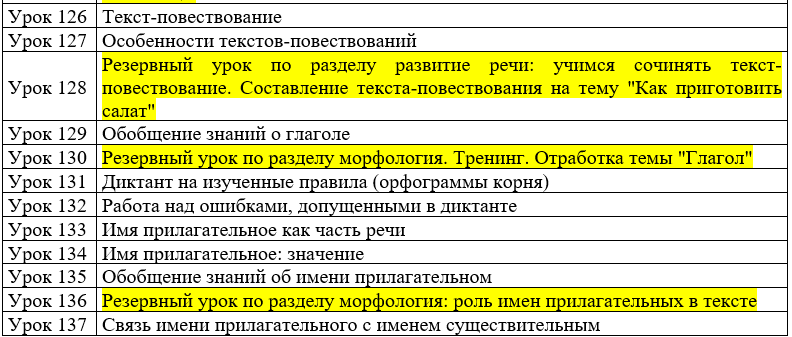 Урок 126 Текст-повествование
Урок 127 Особенности текстов-повествований
Урок 128 Резервный урок по разделу развитие речи: учимся сочинять текст-
повествование. Составление текста-повествования на тему "Как приготовить
салат"
Урок 129 Обобщение знаний о глаголе
Урок 130 Резервный урок по разделу морфология. Тренинг. Отработка темы "Глагол"
Урок 131 Диктант на изученные правила (орфограммы корня)
Урок 132 Работа над ошибками, допущенными в диктанте
Урок 133 Имя прилагательное как часть речи
Урок 134 Имя прилагательное: значение
Урок 135 Обобщение знаний об имени прилагательном
Урок 136 Резервный урок по разделу морфология: роль имен прилагательных в тексте
Урок 137 Связь имени прилагательного с именем существительным